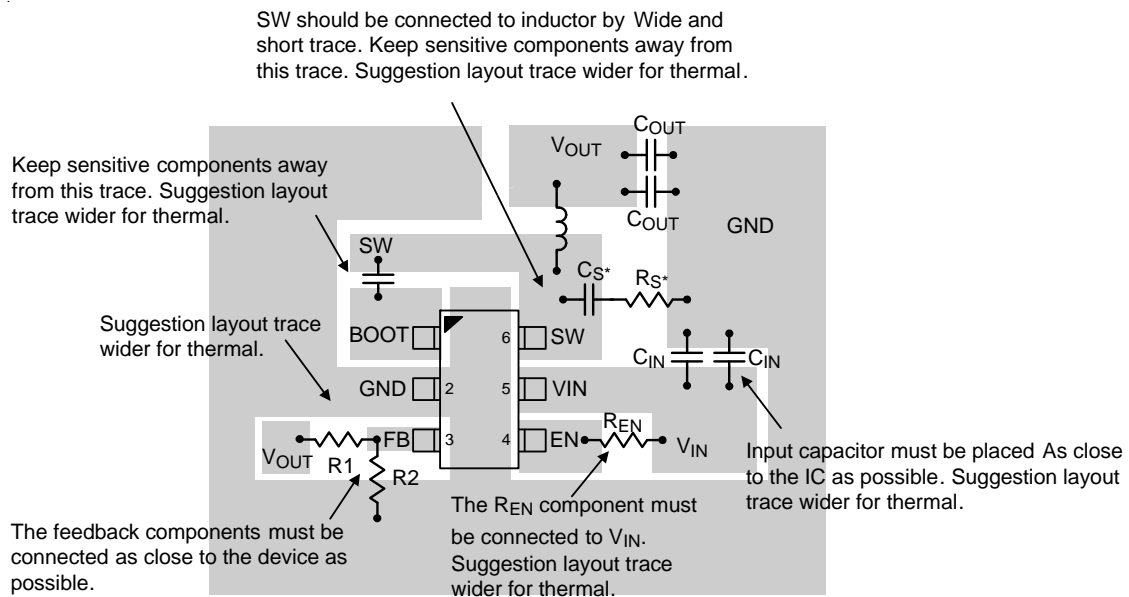 SW should be connected to inductor by Wide and
short trace. Keep sensitive components away from
this trace. Suggestion layout trace wider for thermal.
Keep sensitive components away
from this trace. Suggestion layout
trace wider for thermal.
COUT
VOUT
COUT
GND
SW
CS*
RS*
Suggestion layout trace
wider for thermal.
BOOT
6
SW
CIN
CIN
GND
2
5
VIN
REN
FB
3
4
EN
VIN
VOUT
R1
R2
Input capacitor must be placed As close
to the IC as possible. Suggestion layout
trace wider for thermal.
The feedback components must be
connected as close to the device as
possible.
The REN component must
be connected to VIN.
Suggestion layout trace
wider for thermal.